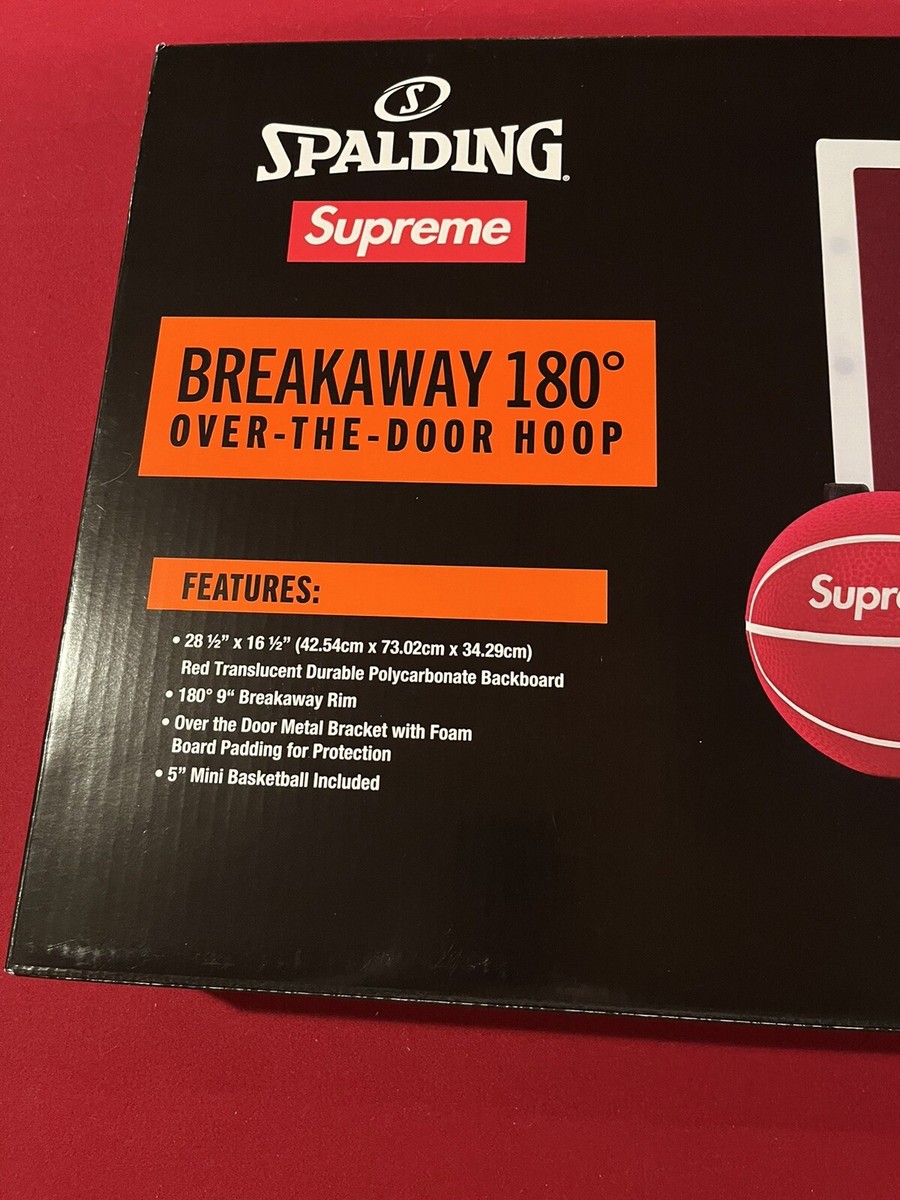 S
SPALDING®
Supreme
BREAKAWAY 180°
OVER-THE-DOOR HOOP
FEATURES:
• 28 ½” x 16 ½” (42.54cm x 73.02cm x 34.29cm)
Red Translucent Durable Polycarbonate Backboard
• 180° 9“ Breakaway Rim
• Over the Door Metal Bracket with Foam
Board Padding for Protection
• 5” Mini Basketball Included
Supre